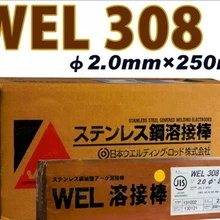 WEL 308
φ2.0mm×250m
STAINLESS STEEL COVERED WELDING ELECTRODES
ステンレス鋼溶接棒
日本ウエルディング・ロッド株式会社
ステンレス鋼被覆アーク溶接棒
WEL 溶接棒
JIS
WEL 308
2.0